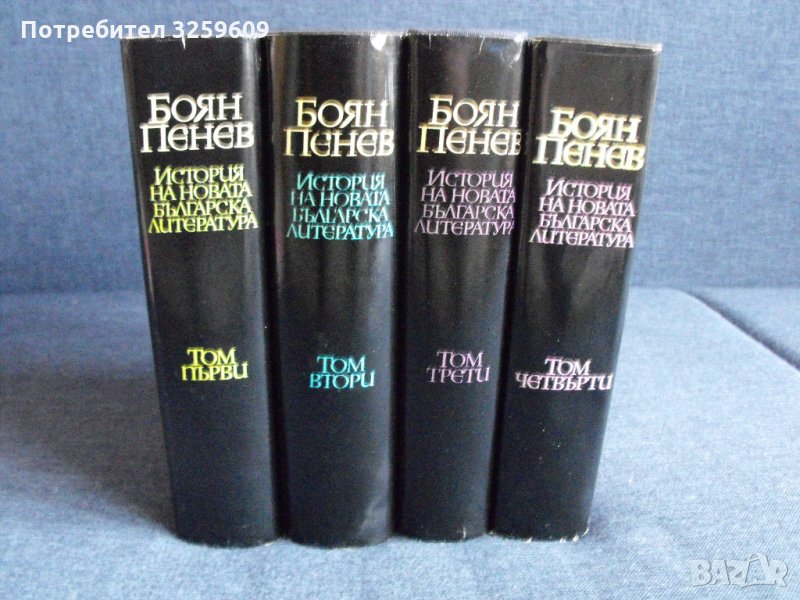 Потребител 3259609
БОЯН
ПЕНЕВ
ИСТОРИЯ
НА НОВАТА
БЪЛГАРСКА
ЛИТЕРАТУРА
ТОМ
ПЪРВИ
БОЯН
ПЕНЕВ
ИСТОРИЯ
НА НОВАТА
БЪЛГАРСКА
ЛИТЕРАТУРА
ТОМ
ВТОРИ
БОЯН
ПЕНЕВ
ИСТОРИЯ
НА НОВАТА
БЪЛГАРСКА
ЛИТЕРАТУРА
ТОМ
ТРЕТИ
БОЯН
ПЕНЕВ
ИСТОРИЯ
НА НОВАТА
БЪЛГАРСКА
ЛИТЕРАТУРА
ТОМ
ЧЕТВЪРТИ
BAZAR